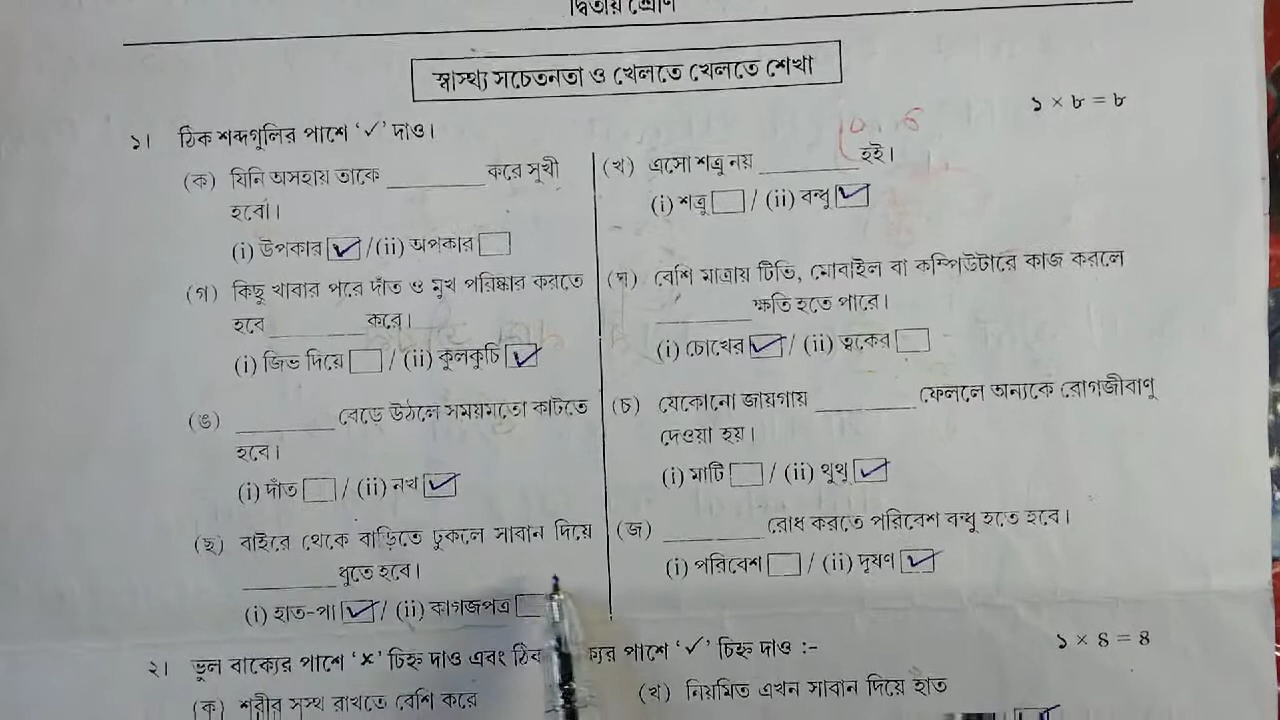 দ্বিতীয় শ্রেণি
স্বাস্থ্য সচেতনতা ও খেলতে খেলতে শেখা
১ × ৮ = ৮
১। ঠিক শব্দগুলির পাশে ‘✓’ দাও।
(ক) যিনি অসহায় তাকে ________ করে সুখী
হবো।
(i) উপকার ☑ / (ii) অপকার ☐
(খ) এসো শত্রু নয় ________ হই।
(i) শত্রু ☐ / (ii) বন্ধু ☑
(গ) কিছু খাবার পরে দাঁত ও মুখ পরিষ্কার করতে
হবে ________ করে।
(i) জিভ দিয়ে ☐ / (ii) কুলকুচি ☑
(ঘ) বেশি মাত্রায় টিভি, মোবাইল বা কম্পিউটারে কাজ করলে
________ ক্ষতি হতে পারে।
(i) চোখের ☑ / (ii) ত্বকের ☐
(ঙ) ________ বেড়ে উঠলে সময়মতো কাটতে
হবে।
(i) দাঁত ☐ / (ii) নখ ☑
(চ) যেকোনো জায়গায় ________ ফেললে অন্যকে রোগজীবাণু
দেওয়া হয়।
(i) মাটি ☐ / (ii) থুথু ☑
(ছ) বাইরে থেকে বাড়িতে ঢুকলে সাবান দিয়ে
________ ধুতে হবে।
(i) হাত-পা ☑ / (ii) কাগজপত্র ☐
(জ) ________ রোধ করতে পরিবেশ বন্ধু হতে হবে।
(i) পরিবেশ ☐ / (ii) দূষণ ☑
১ × ৪ = ৪
২। ভুল বাক্যের পাশে ‘×’ চিহ্ন দাও এবং ঠিক ক্যের পাশে ‘✓’ চিহ্ন দাও :-
(ক) শরীর সুস্থ রাখতে বেশি করে
(খ) নিয়মিত এখন সাবান দিয়ে হাত